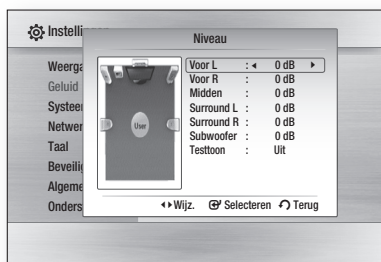 Instelli
Niveau
Weerga
Geluid
Systee
Netwer
Taal
Beveilig
Algeme
Onders
User
Voor L : ◂ 0 dB ▸
Voor R : 0 dB
Midden : 0 dB
Surround L : 0 dB
Surround R : 0 dB
Subwoofer : 0 dB
Testtoon : Uit
◂▸ Wijz. Selecteren Terug